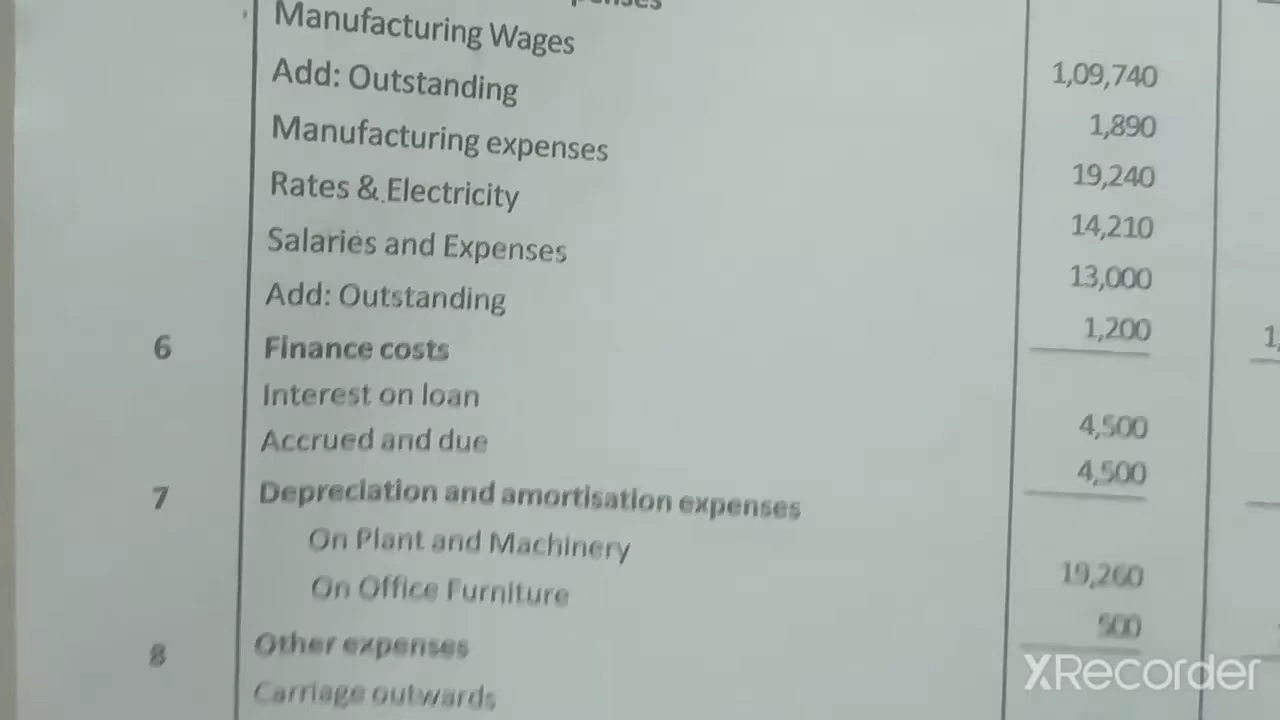 Manufacturing Wages 1,09,740
Add: Outstanding 1,890
Manufacturing expenses 19,240
Rates & Electricity 14,210
Salaries and Expenses 13,000
Add: Outstanding 1,200
6 Finance costs
Interest on loan 4,500
Accrued and due 4,500
7 Depreciation and amortisation expenses
On Plant and Machinery 19,260
On Office Furniture 500
8 Other expenses
Carriage outwards
XRecorder